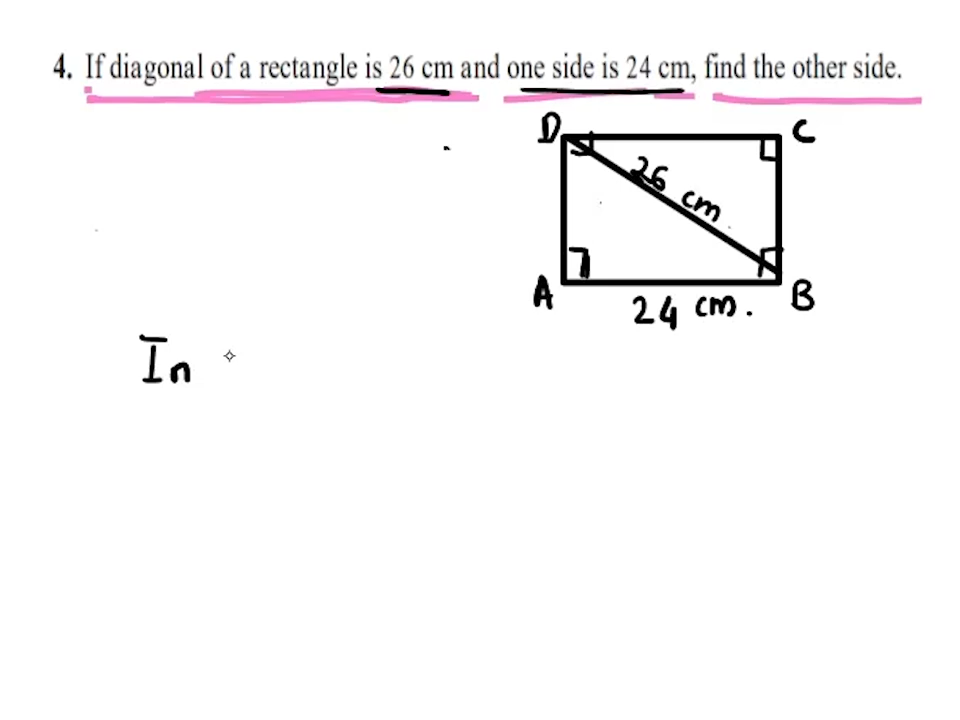 4. If diagonal of a rectangle is 26 cm and one side is 24 cm, find the other side.
D
C
26 cm
A
B
24 cm.
In